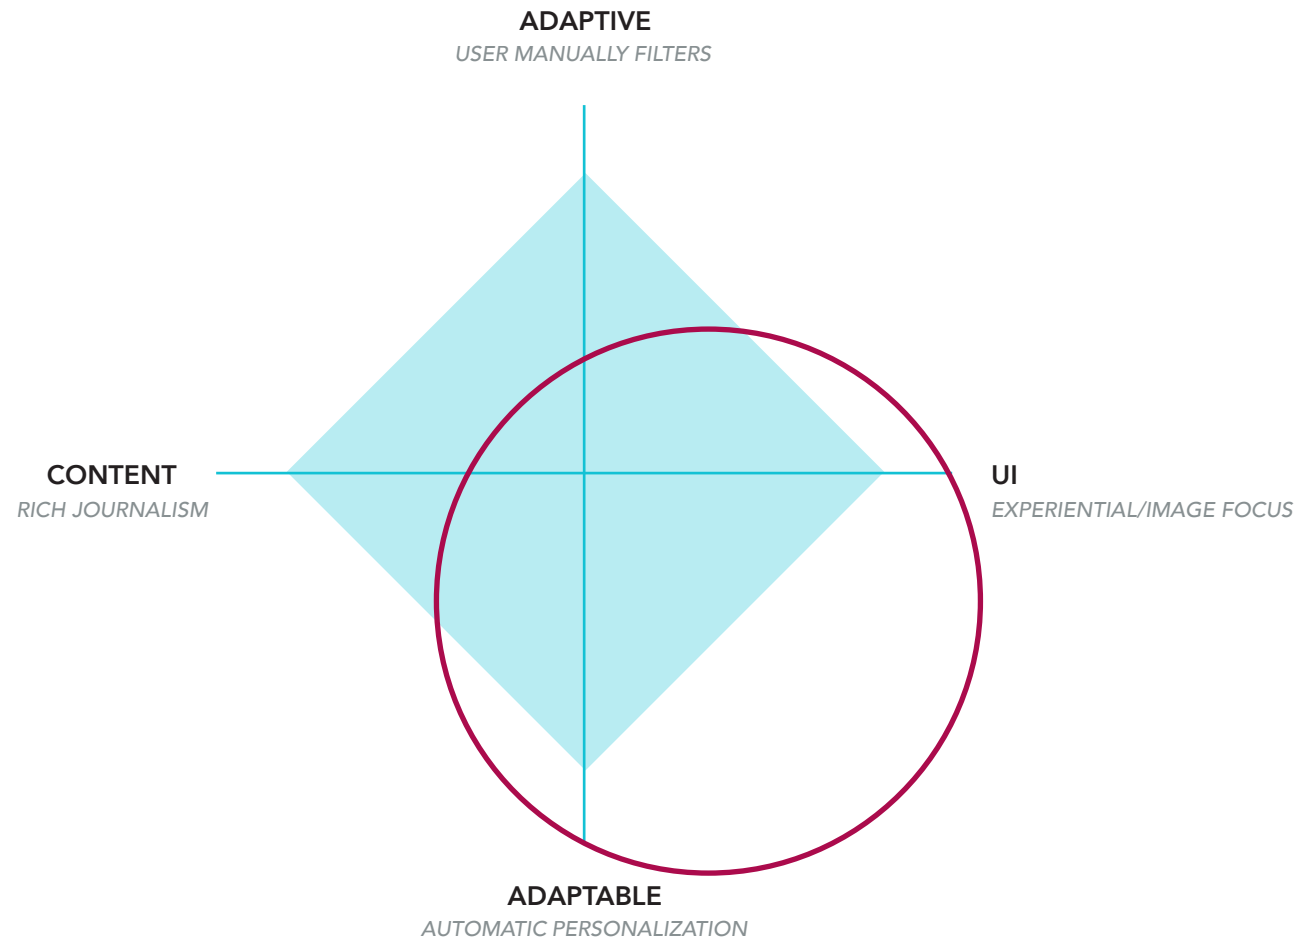 ADAPTIVE
USER MANUALLY FILTERS
CONTENT
RICH JOURNALISM
UI
EXPERIENTIAL/IMAGE FOCUS
ADAPTABLE
AUTOMATIC PERSONALIZATION